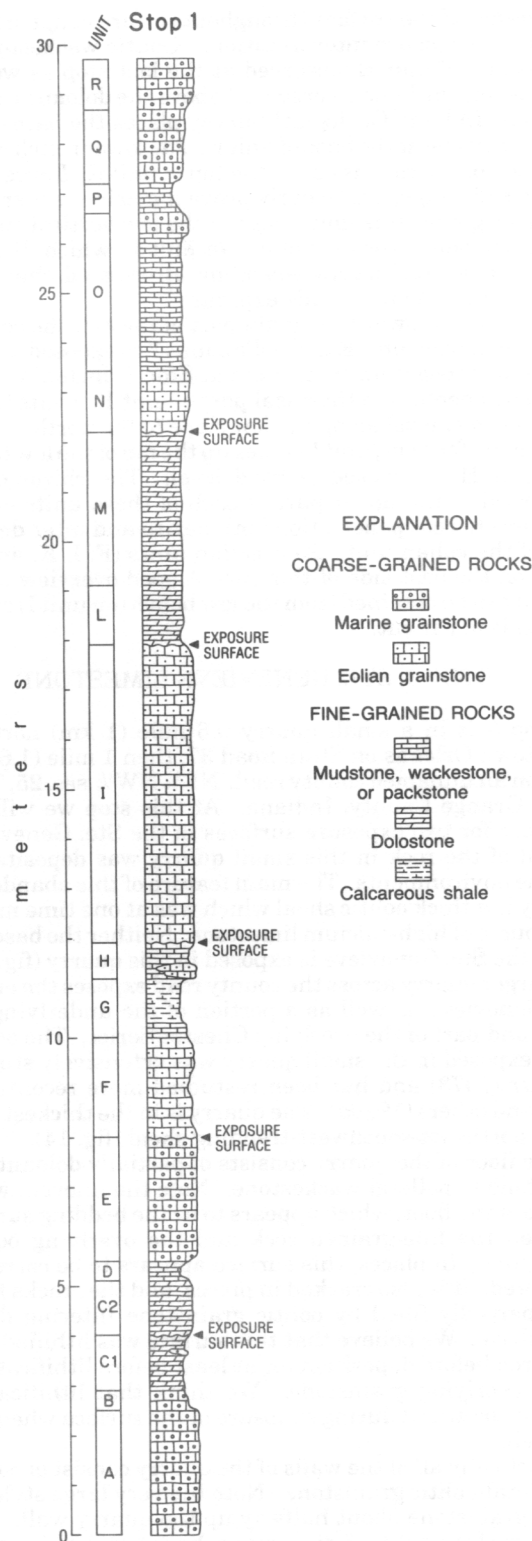 UNIT
Stop 1
30
R
Q
P
O
25
N
EXPOSURE
SURFACE
M
20
L
EXPOSURE
SURFACE
I
15
EXPOSURE
SURFACE
H
G
10
F
EXPOSURE
SURFACE
E
D
5
C2
EXPOSURE
SURFACE
C1
B
A
0
meters
EXPLANATION
COARSE-GRAINED ROCKS
Marine grainstone
Eolian grainstone
FINE-GRAINED ROCKS
Mudstone, wackestone,
or packstone
Dolostone
Calcareous shale